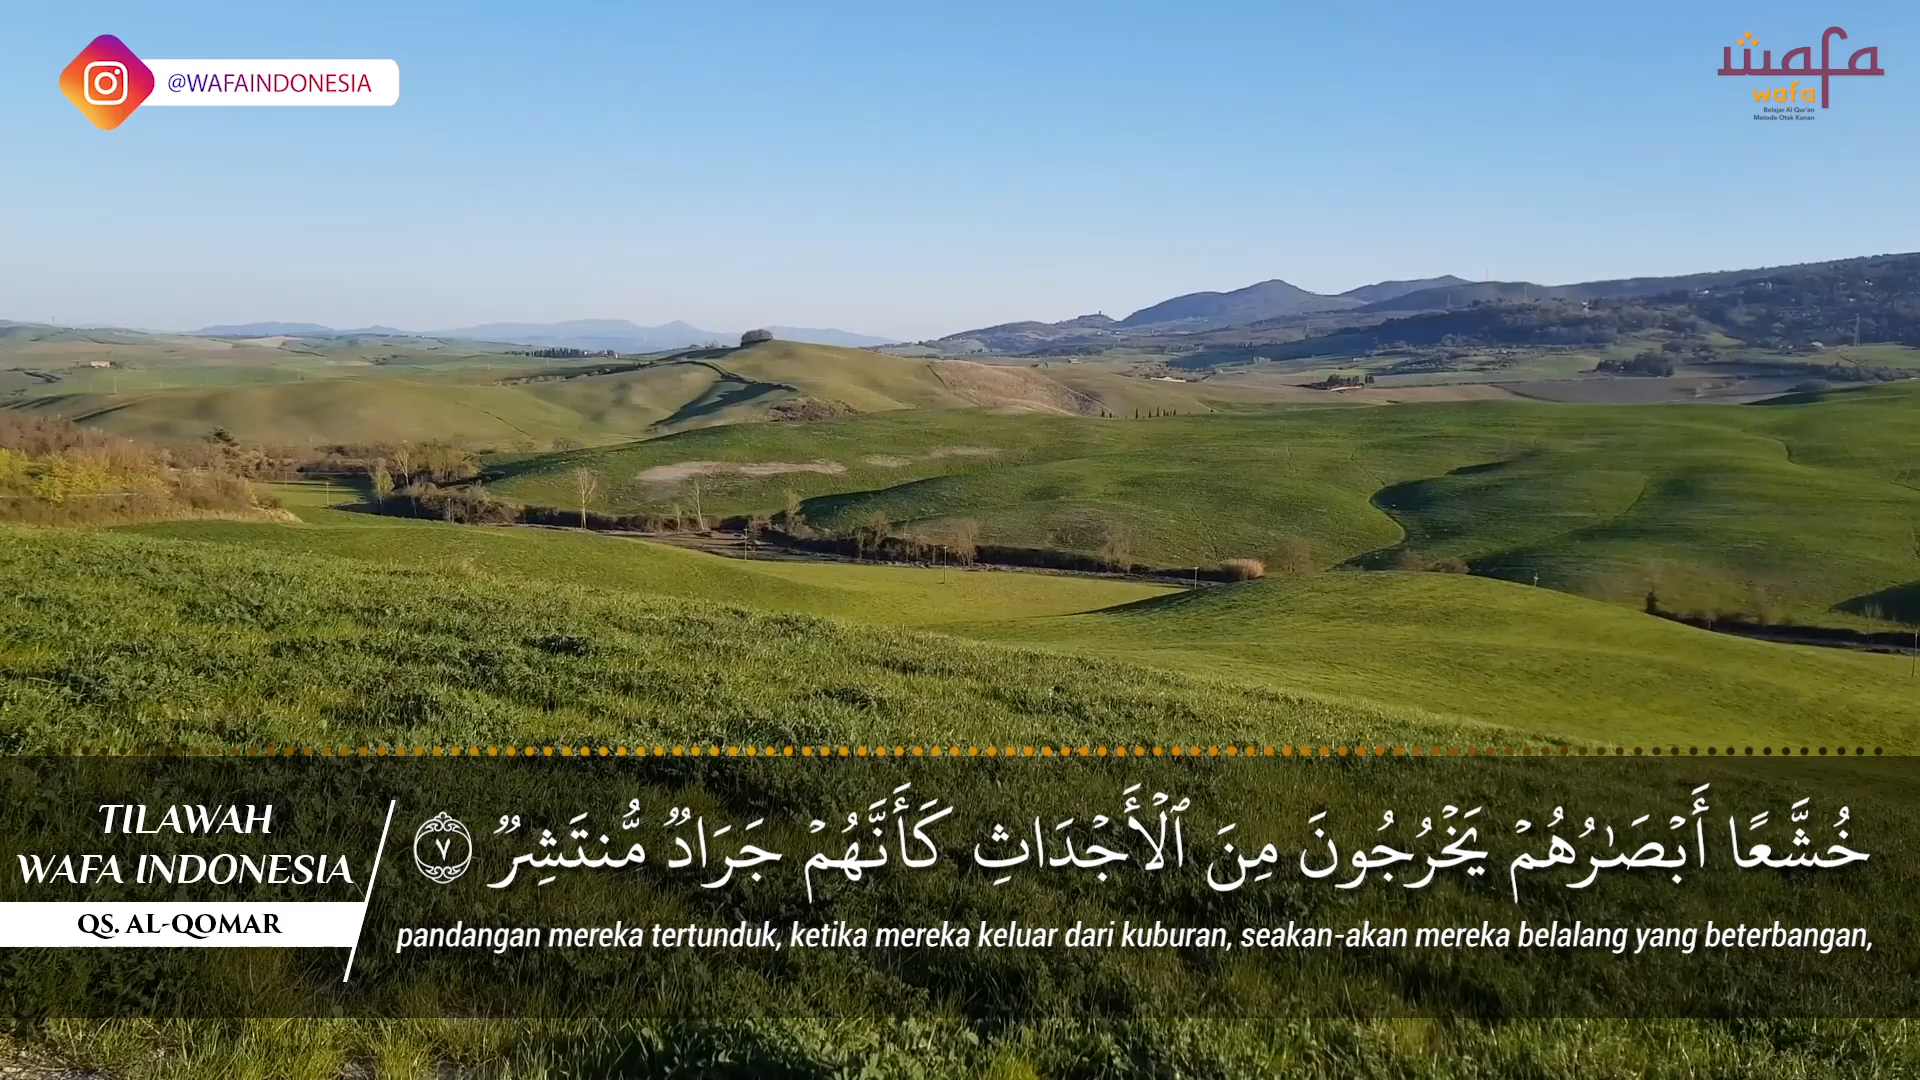 @WAFAINDONESIA
wafa
wafa
Belajar Al Qur'an
Metode Otak Kanan
TILAWAH
WAFA INDONESIA
QS. AL-QOMAR
خُشَّعًا أَبْصَٰرُهُمْ يَخْرُجُونَ مِنَ ٱلْأَجْدَاثِ كَأَنَّهُمْ جَرَادٌ مُّنتَشِرٌ ٧
pandangan mereka tertunduk, ketika mereka keluar dari kuburan, seakan-akan mereka belalang yang beterbangan,